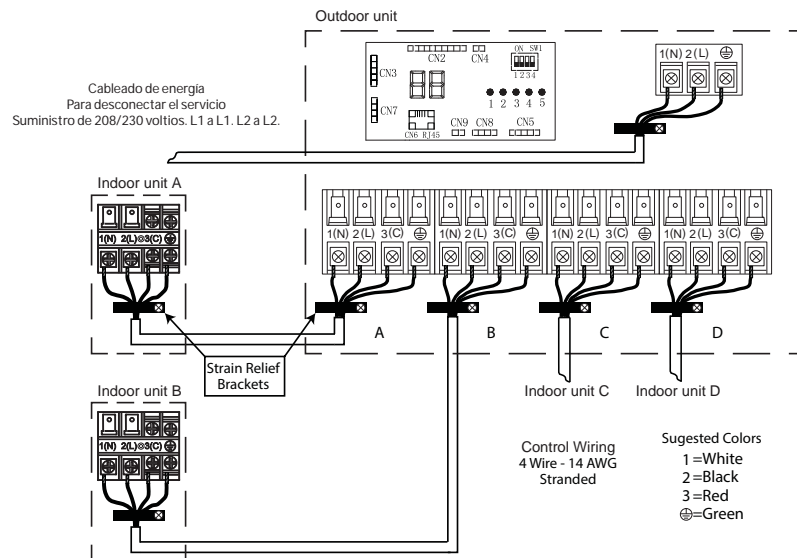 Outdoor unit
ON SW1
CN2 CN4
1(N) 2(L)
CN3
1 2 3 4
Cableado de energía
Para desconectar el servicio
Suministro de 208/230 voltios. L1 a L1. L2 a L2.
88
CN7
1 2 3 4 5
CN6 RJ45 CN9 CN8 CN5
Indoor unit A
1(N) 2(L) 3(C)
1(N) 2(L) 3(C) 1(N) 2(L) 3(C) 1(N) 2(L) 3(C) 1(N) 2(L) 3(C)
A B C D
Strain Relief
Brackets
Indoor unit B
Indoor unit C Indoor unit D
1(N) 2(L) 3(C)
Control Wiring
4 Wire - 14 AWG
Stranded
Sugested Colors
1=White
2=Black
3=Red
⏚=Green